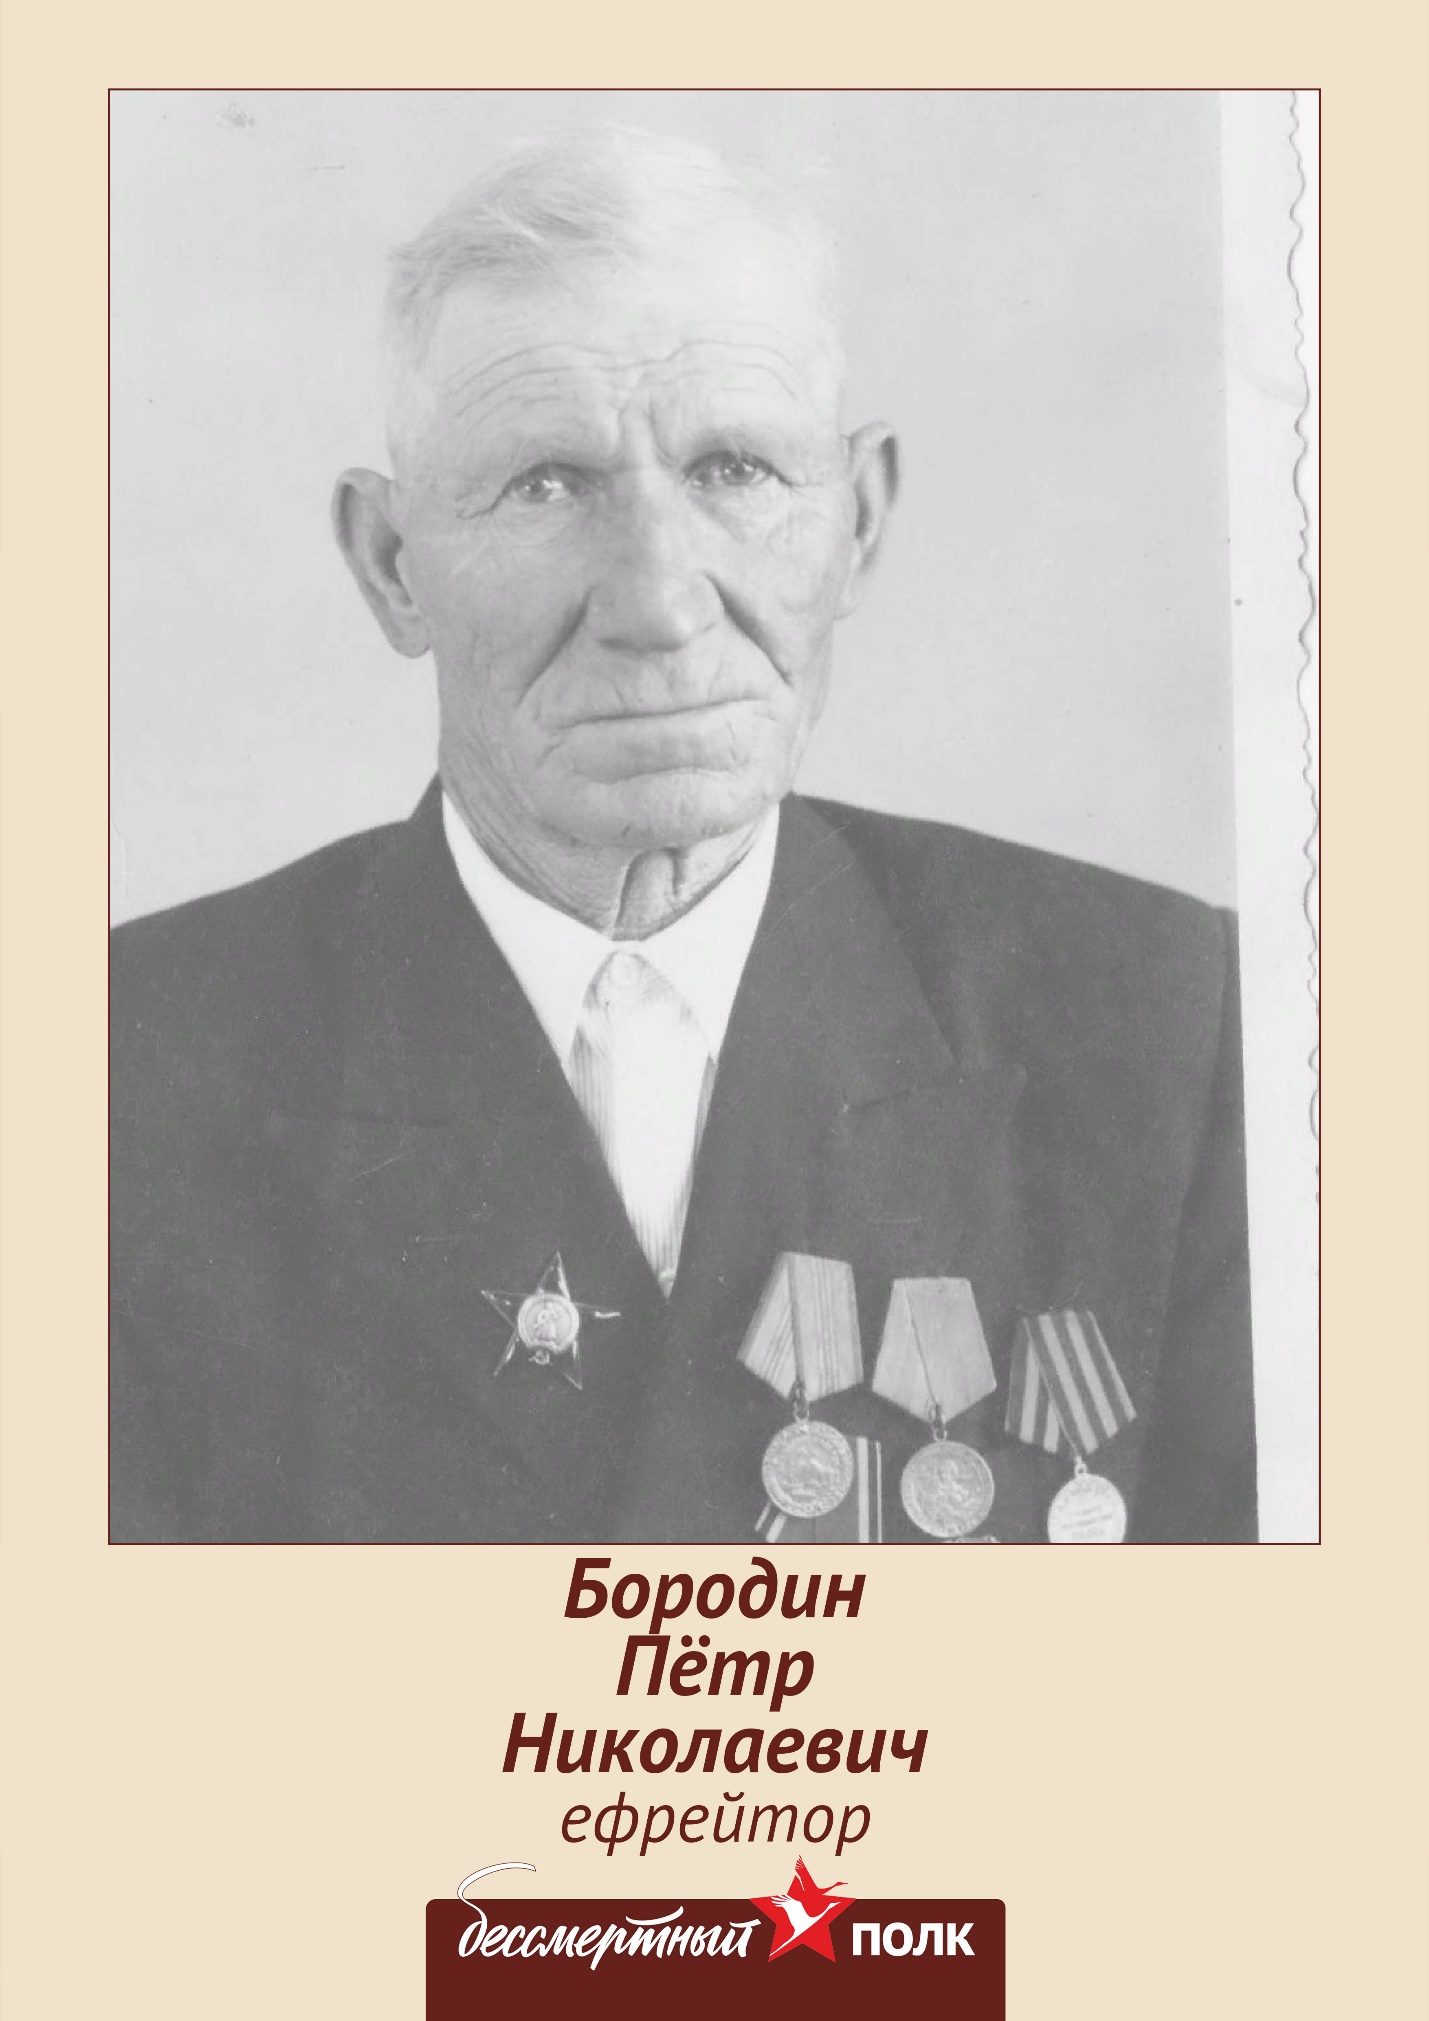 Бородин
Пётр
Николаевич
ефрейтор
бессмертный полк